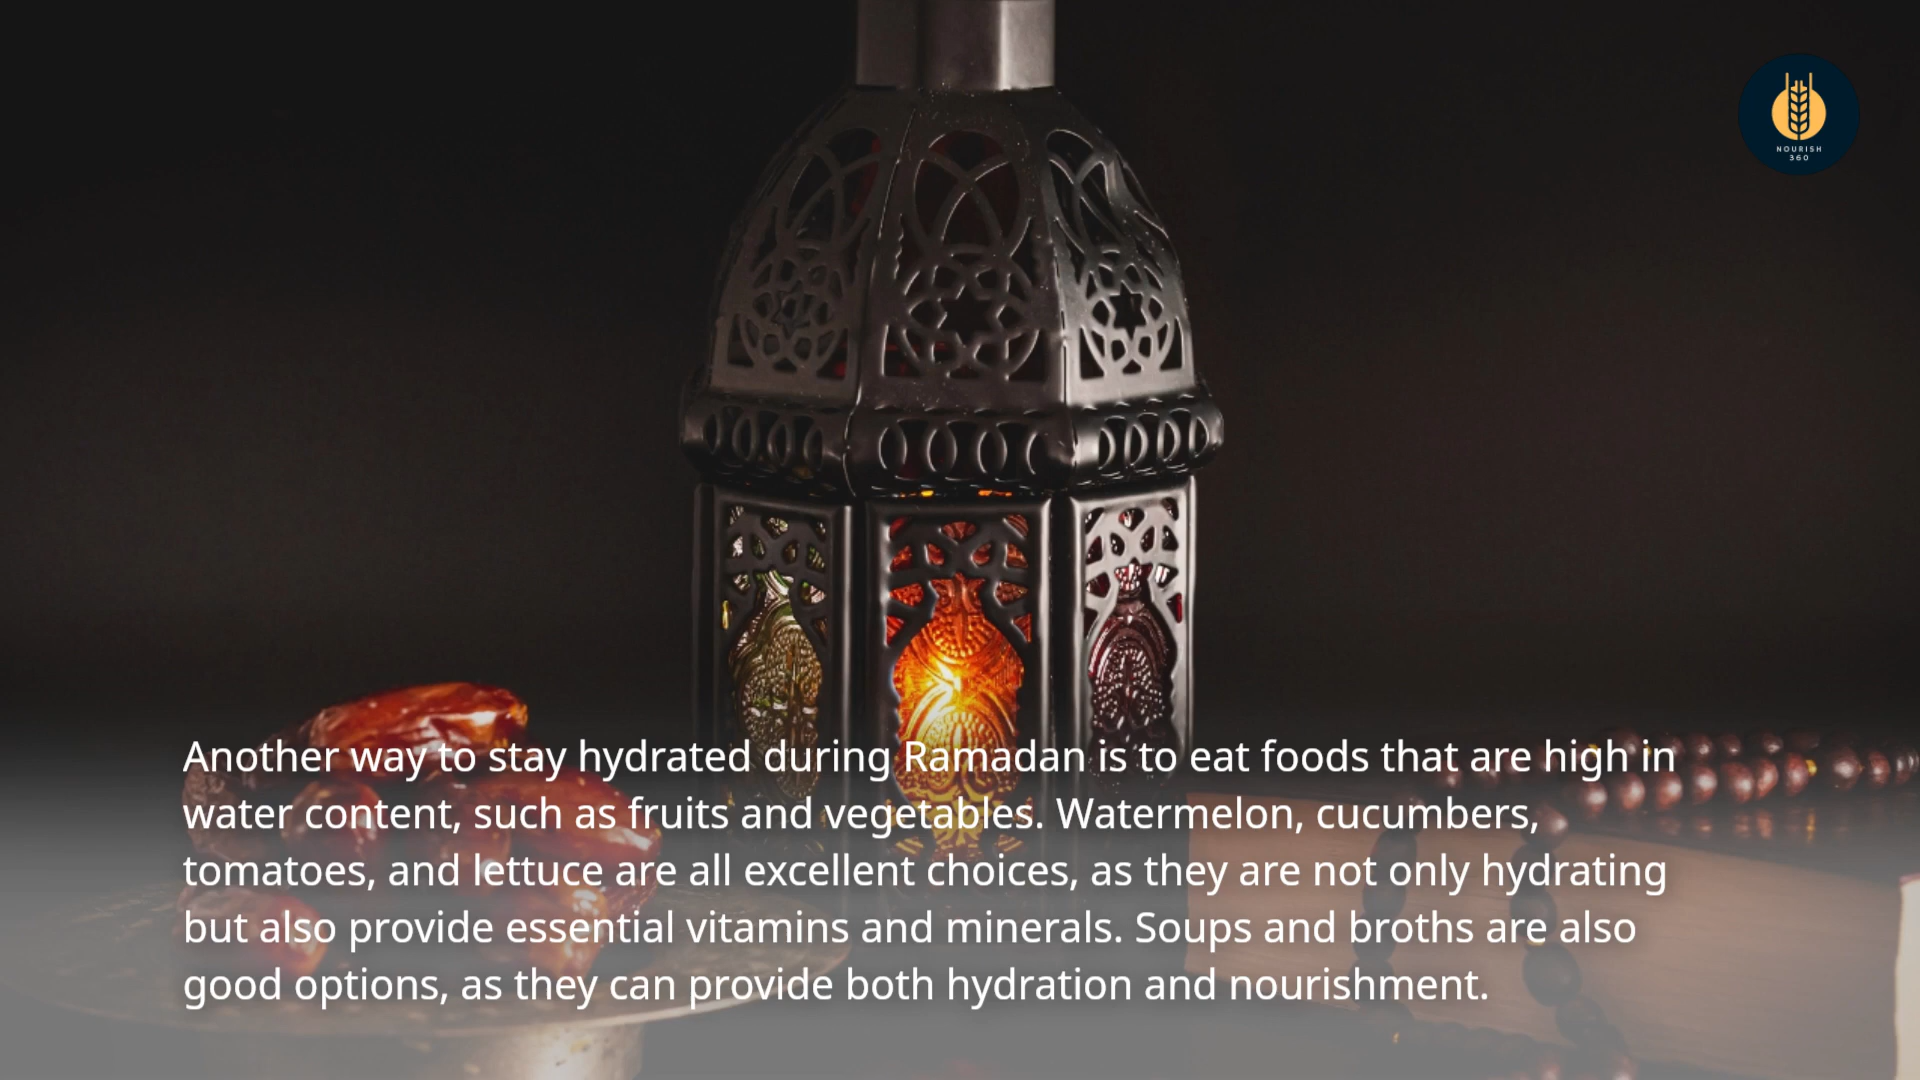 NOURISH
360
Another way to stay hydrated during Ramadan is to eat foods that are high in
water content, such as fruits and vegetables. Watermelon, cucumbers,
tomatoes, and lettuce are all excellent choices, as they are not only hydrating
but also provide essential vitamins and minerals. Soups and broths are also
good options, as they can provide both hydration and nourishment.